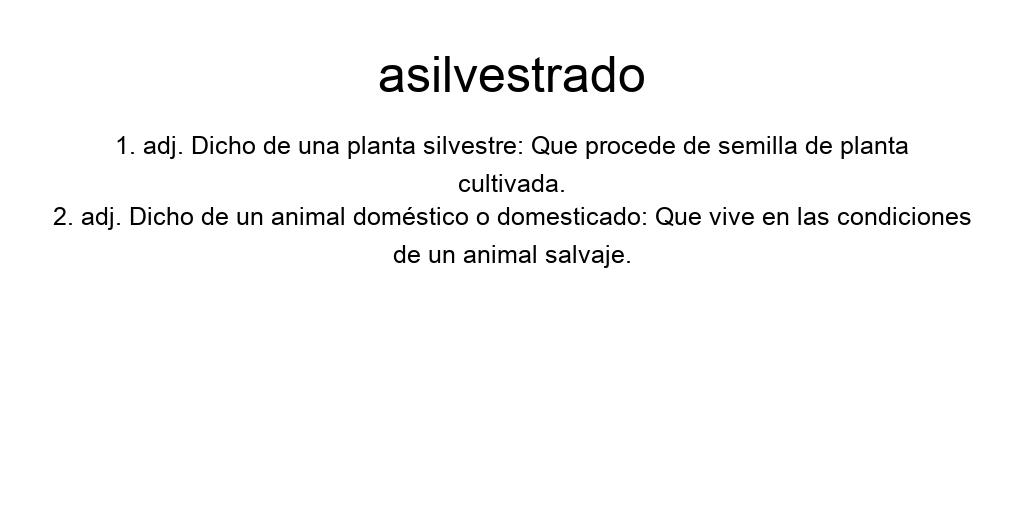 asilvestrado
1. adj. Dicho de una planta silvestre: Que procede de semilla de planta
cultivada.
2. adj. Dicho de un animal doméstico o domesticado: Que vive en las condiciones
de un animal salvaje.